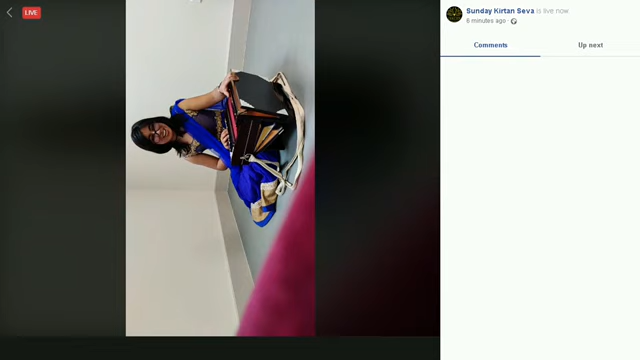 LIVE
Sunday Kirtan Seva is live now
6 minutes ago ·
Comments
Up next